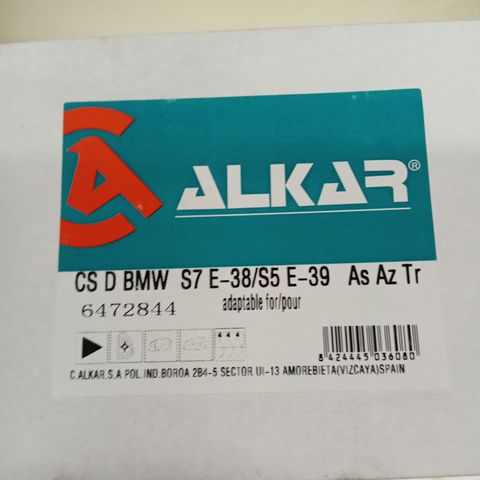 ALKAR®
CS D BMW S7 E-38/S5 E-39 As Az Tr
6472844
adaptable for/pour
8 424445 036080
C.ALKAR,S.A POL.IND.BOROA 2B4-5 SECTOR UI-13 AMOREBIETA(VIZCAYA)SPAIN